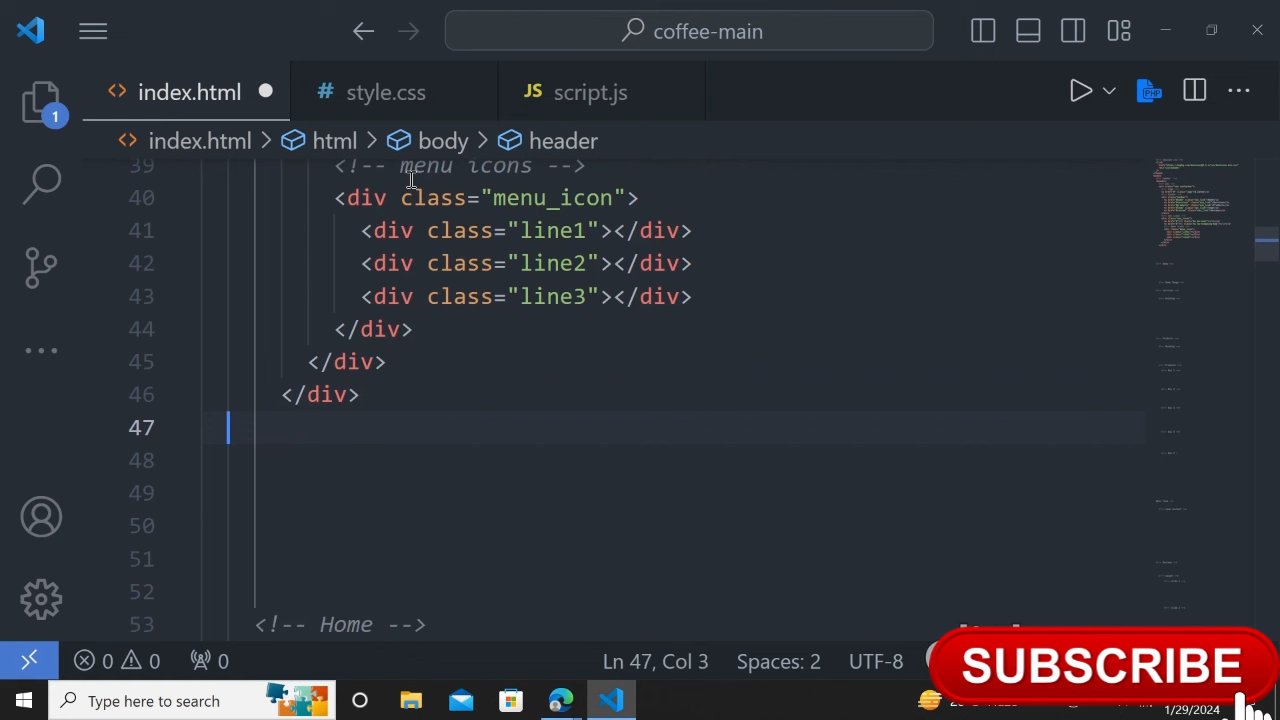 coffee-main
index.html
# style.css
JS script.js
PHP
1
index.html > html > body > header
39 <!-- menu icons -->
40 <div class="menu_icon">
41 <div class="line1"></div>
42 <div class="line2"></div>
43 <div class="line3"></div>
44 </div>
45 </div>
46 </div>
47
48
49
50
51
52
53 <!-- Home -->
0 0 0 Ln 47, Col 3 Spaces: 2 UTF-8
SUBSCRIBE
Type here to search
1/29/2024